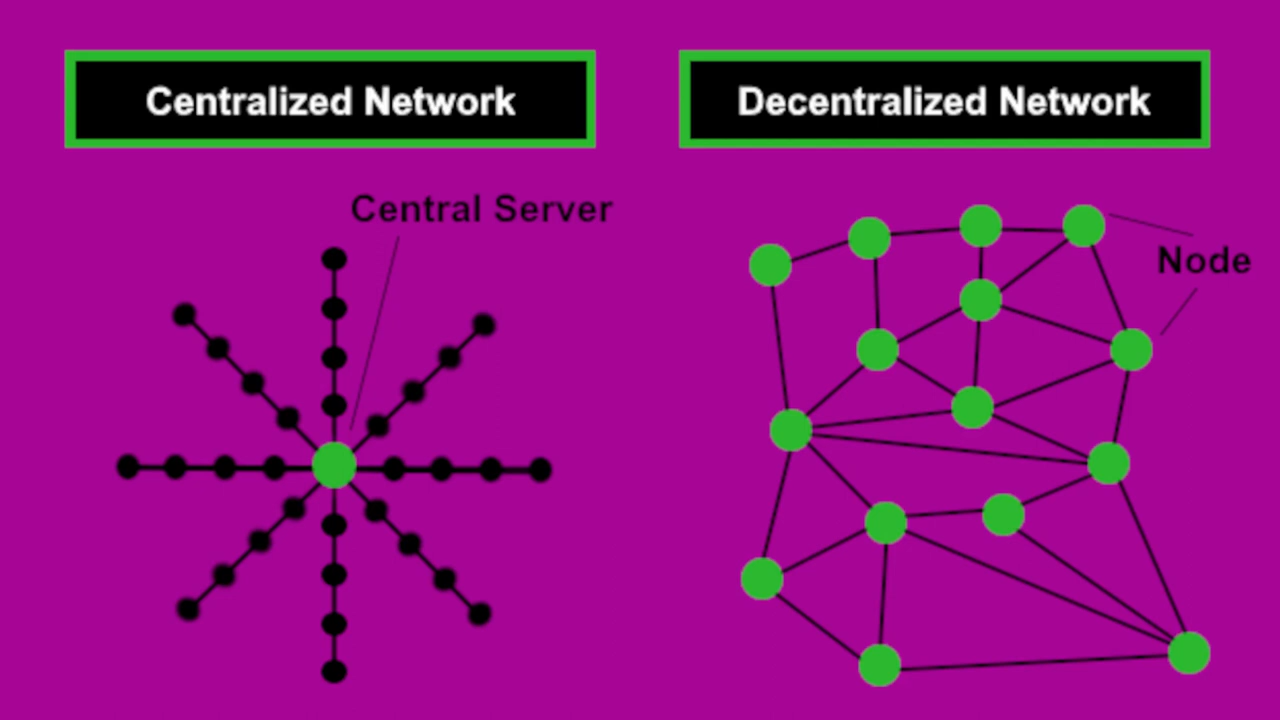 Centralized Network
Decentralized Network
Central Server
Node